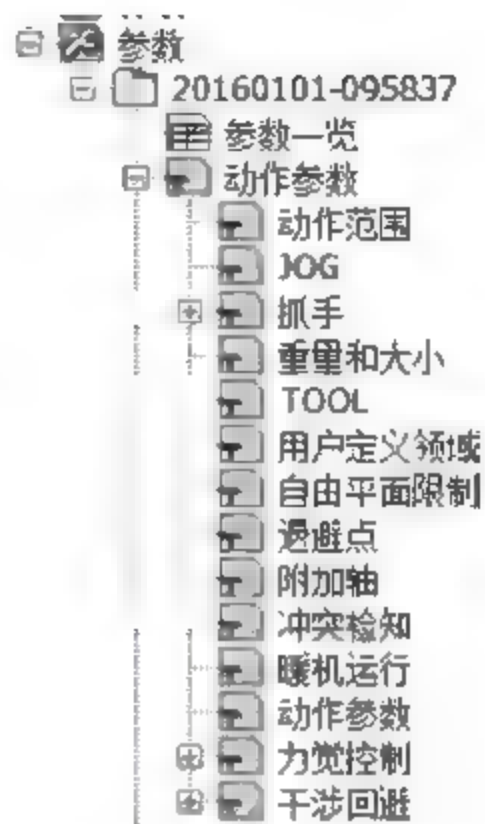 参数
20160101-095837
参数一览
动作参数
动作范围
JOG
抓手
重量和大小
TOOL
用户定义领域
自由平面限制
退避点
附加轴
冲突检知
暖机运行
动作参数
力觉控制
干涉回避